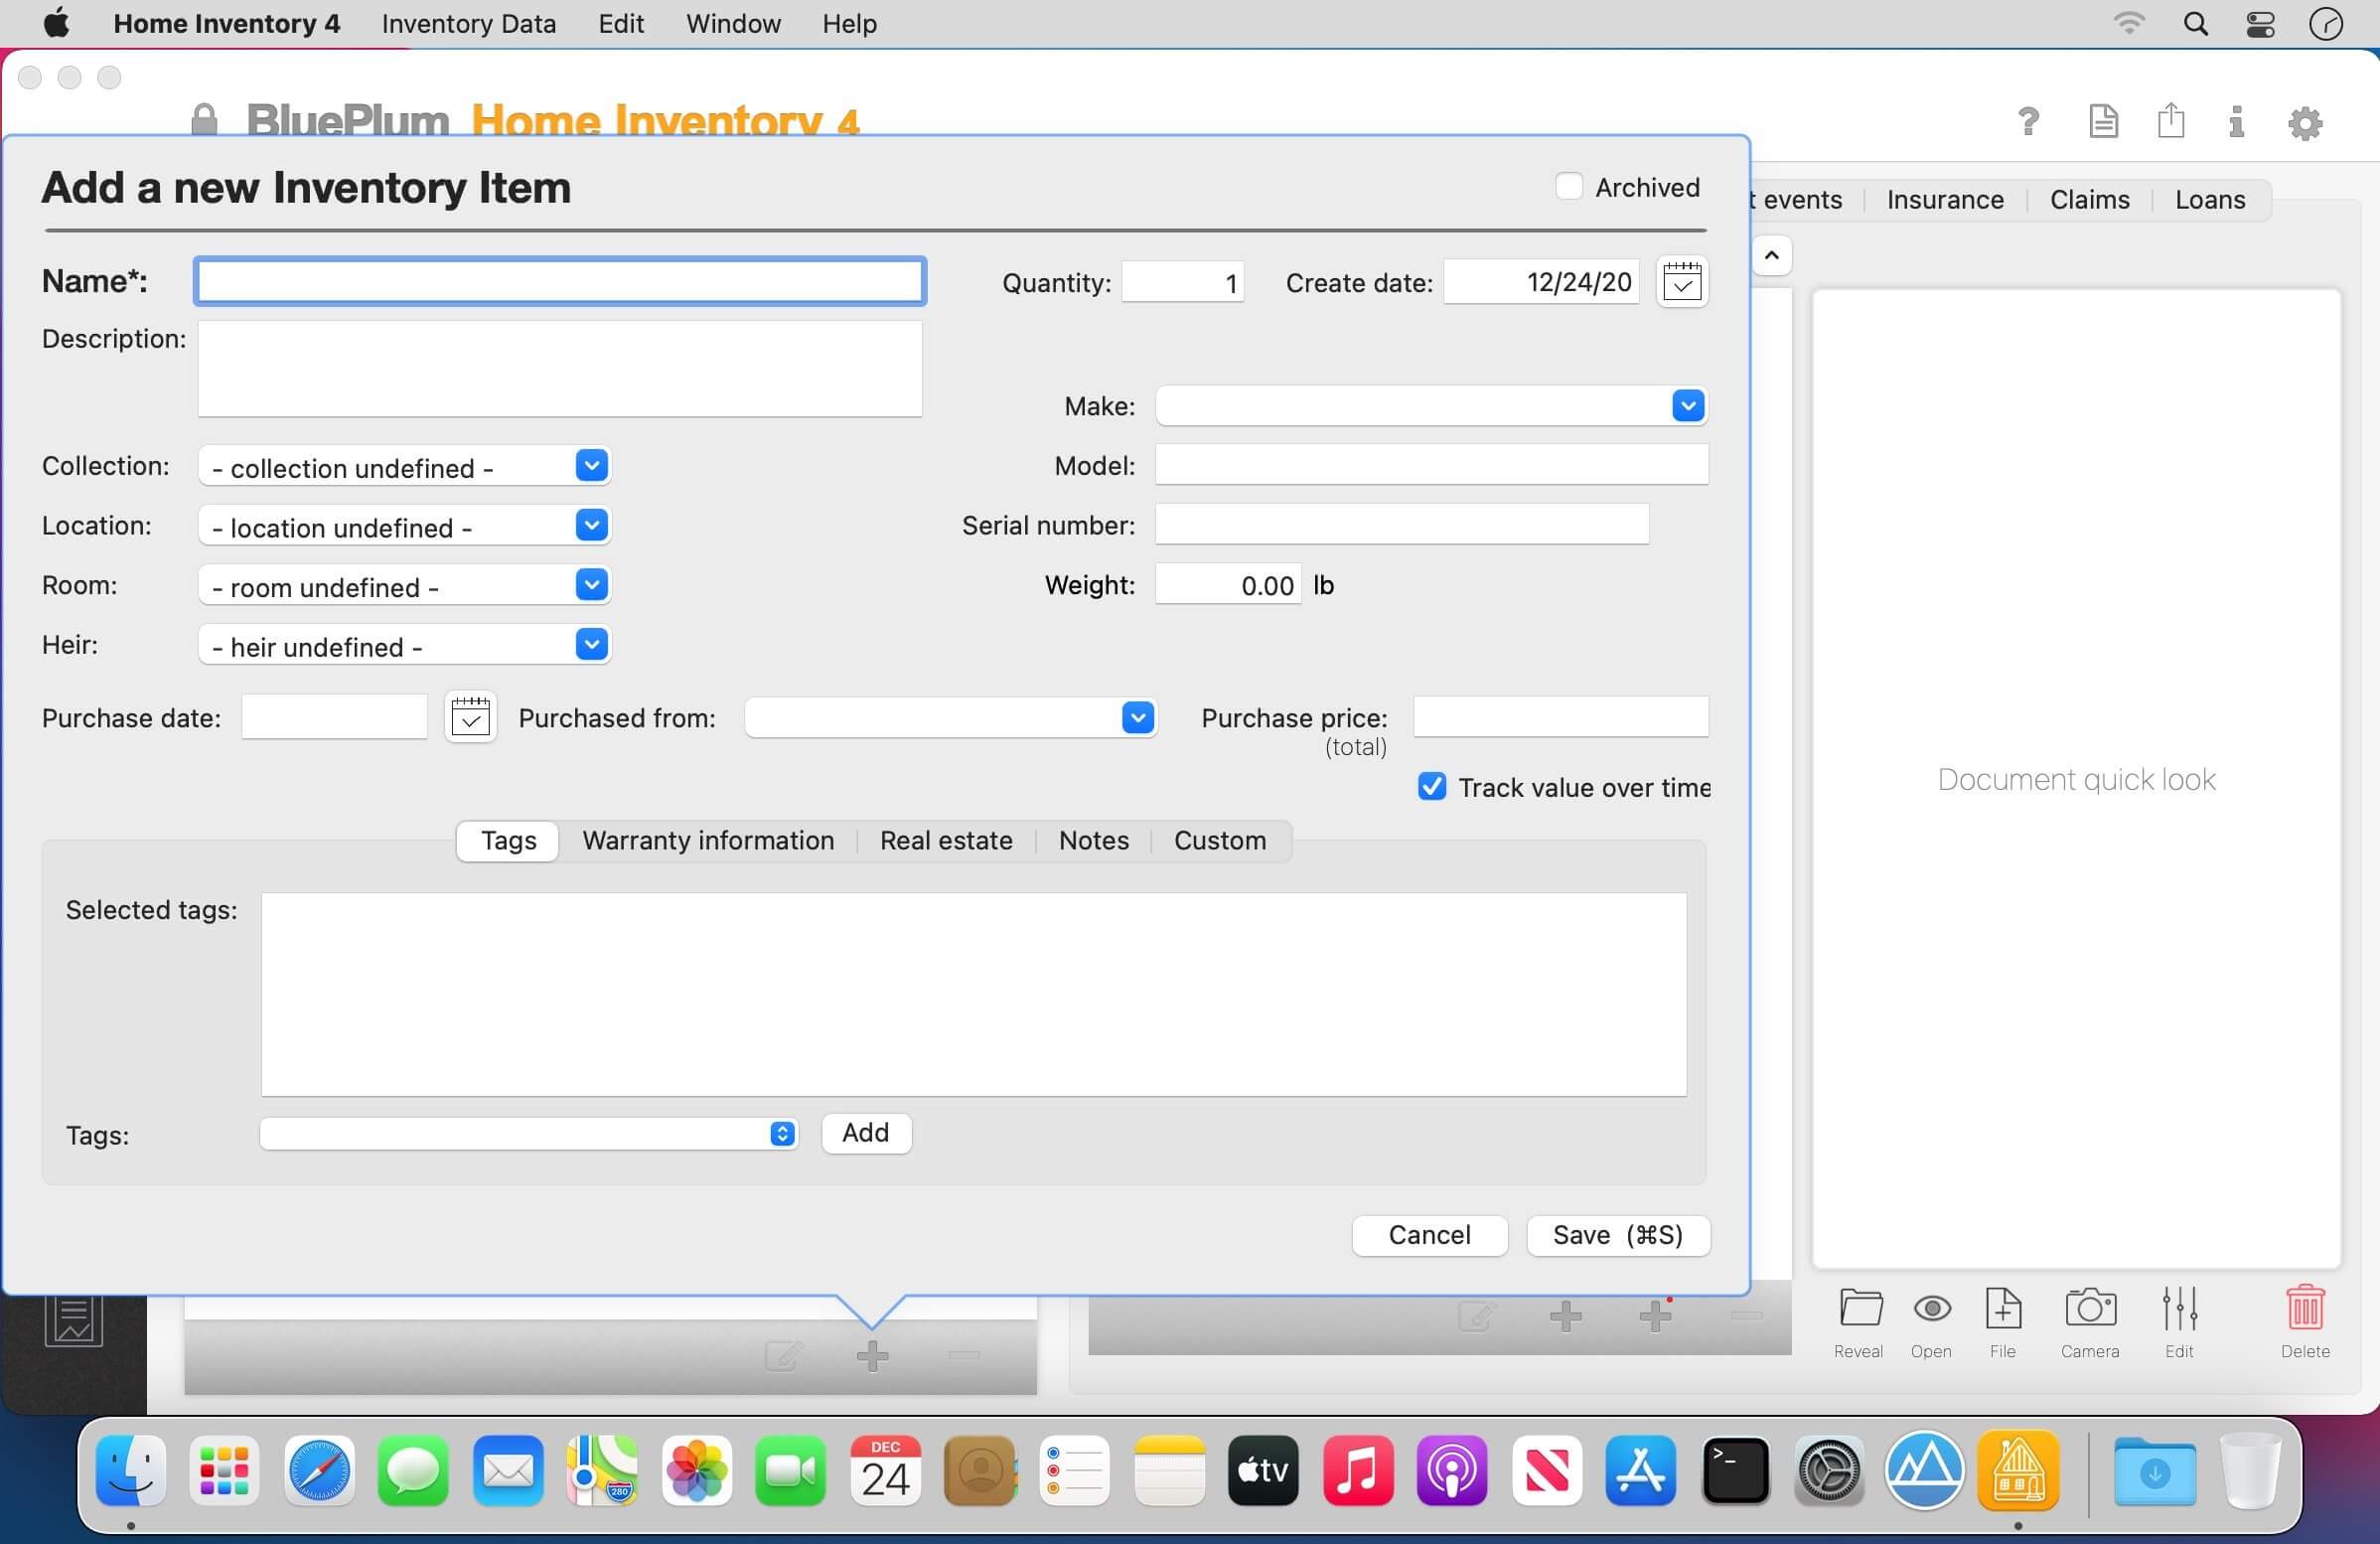 Home Inventory 4 Inventory Data Edit Window Help
BluePlum Home Inventory 4
Add a new Inventory Item
Archived
t events Insurance Claims Loans
Name*:
Quantity: 1 Create date: 12/24/20
Description:
Make:
Collection: - collection undefined -
Model:
Location: - location undefined -
Serial number:
Room: - room undefined -
Weight: 0.00 lb
Heir: - heir undefined -
Purchase date: Purchased from: Purchase price:
(total)
Track value over time
Document quick look
Tags Warranty information Real estate Notes Custom
Selected tags:
Tags: Add
Cancel Save (⌘S)
Reveal Open File Camera Edit Delete
DEC
24
280
tv
>_